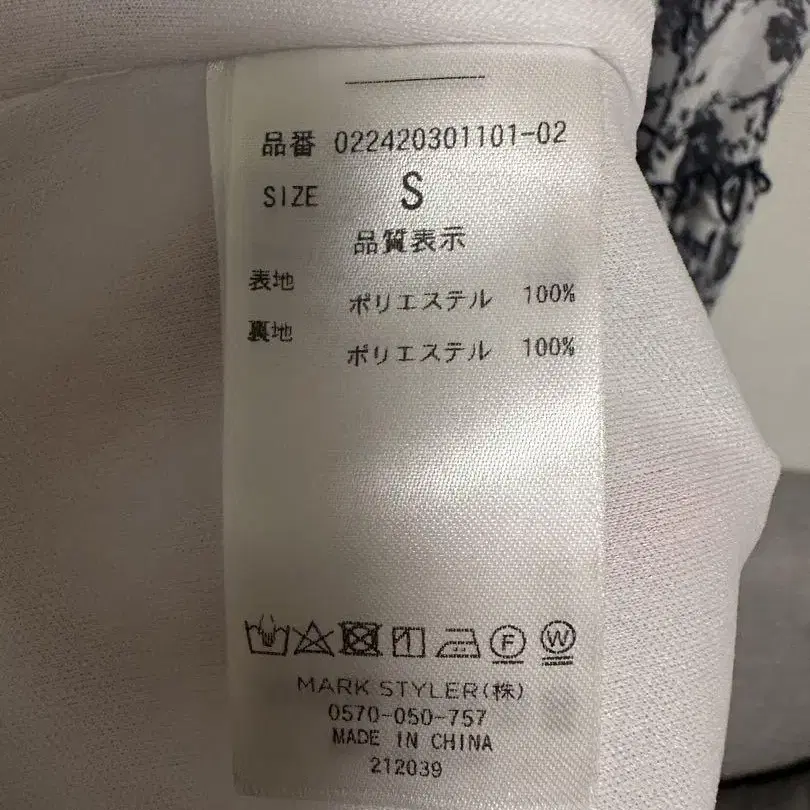 品番 022420301101-02
SIZE S
品質表示
表地
ポリエステル 100%
裏地
ポリエステル 100%
F W
MARK STYLER(株)
0570-050-757
MADE IN CHINA
212039